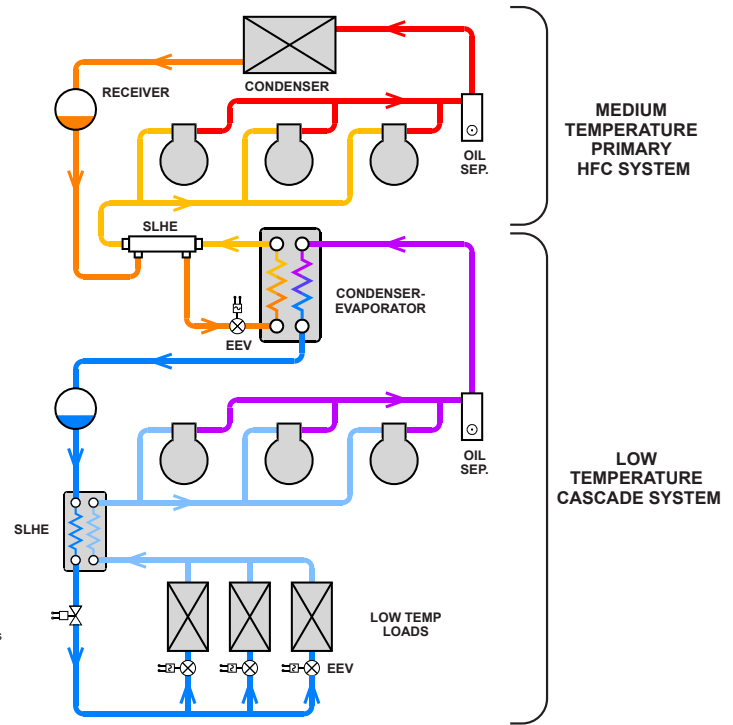 RECEIVER
CONDENSER
OIL
SEP.
MEDIUM
TEMPERATURE
PRIMARY
HFC SYSTEM
SLHE
CONDENSER-
EVAPORATOR
EEV
OIL
SEP.
LOW
TEMPERATURE
CASCADE SYSTEM
SLHE
LOW TEMP
LOADS
s
EEV